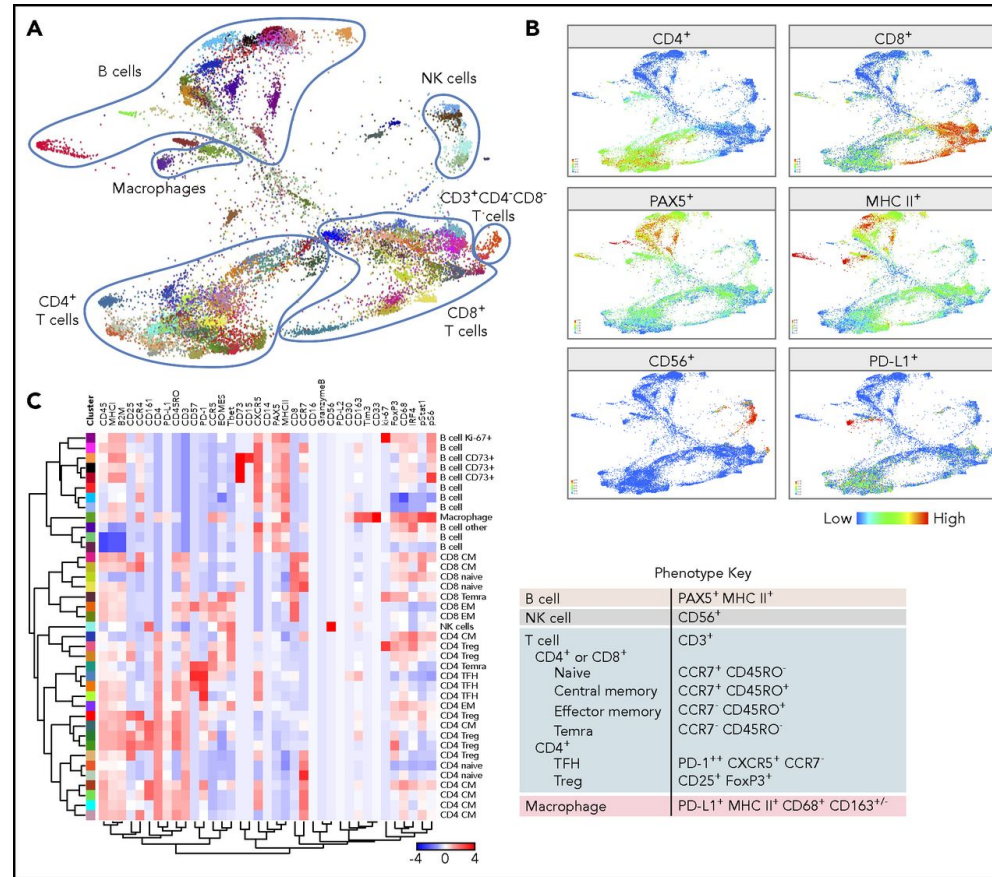 A
B cells
NK cells
Macrophages
CD3+CD4-CD8-
T cells
CD4+
T cells
CD8+
T cells
B
CD4+
CD8+
PAX5+
MHC II+
CD56+
PD-L1+
Low
High
C
Cluster
CD45
MHCI
B2M
CD25
CCR4
CD161
CD4
PD-L1
CD45RO
CD3
CD57
PD-1
CCR5
EOMES
Tbet
CD73
CD15
CXCR5
CD14
PAX5
MHCII
CD8
CCR7
CD16
GranzymeB
CD56
PD-L2
CD30
CD163
Tim3
CD33
ki-67
FoxP3
CD68
IRF4
pStat1
pS6
B cell Ki-67+
B cell
B cell CD73+
B cell CD73+
B cell CD73+
B cell
B cell
B cell
Macrophage
B cell other
B cell
B cell
CD8 CM
CD8 CM
CD8 naive
CD8 naive
CD8 Temra
CD8 EM
CD8 EM
NK cells
CD4 CM
CD4 Treg
CD4 Treg
CD4 Temra
CD4 TFH
CD4 TFH
CD4 TFH
CD4 EM
CD4 Treg
CD4 CM
CD4 Treg
CD4 Treg
CD4 Treg
CD4 naive
CD4 naive
CD4 CM
CD4 CM
CD4 CM
CD4 CM
-4 0 4
Phenotype Key
B cell PAX5+ MHC II+
NK cell CD56+
T cell CD3+
CD4+ or CD8+
Naive CCR7+ CD45RO-
Central memory CCR7+ CD45RO+
Effector memory CCR7- CD45RO+
Temra CCR7- CD45RO-
CD4+
TFH PD-1++ CXCR5+ CCR7-
Treg CD25+ FoxP3+
Macrophage PD-L1+ MHC II+ CD68+ CD163+/-